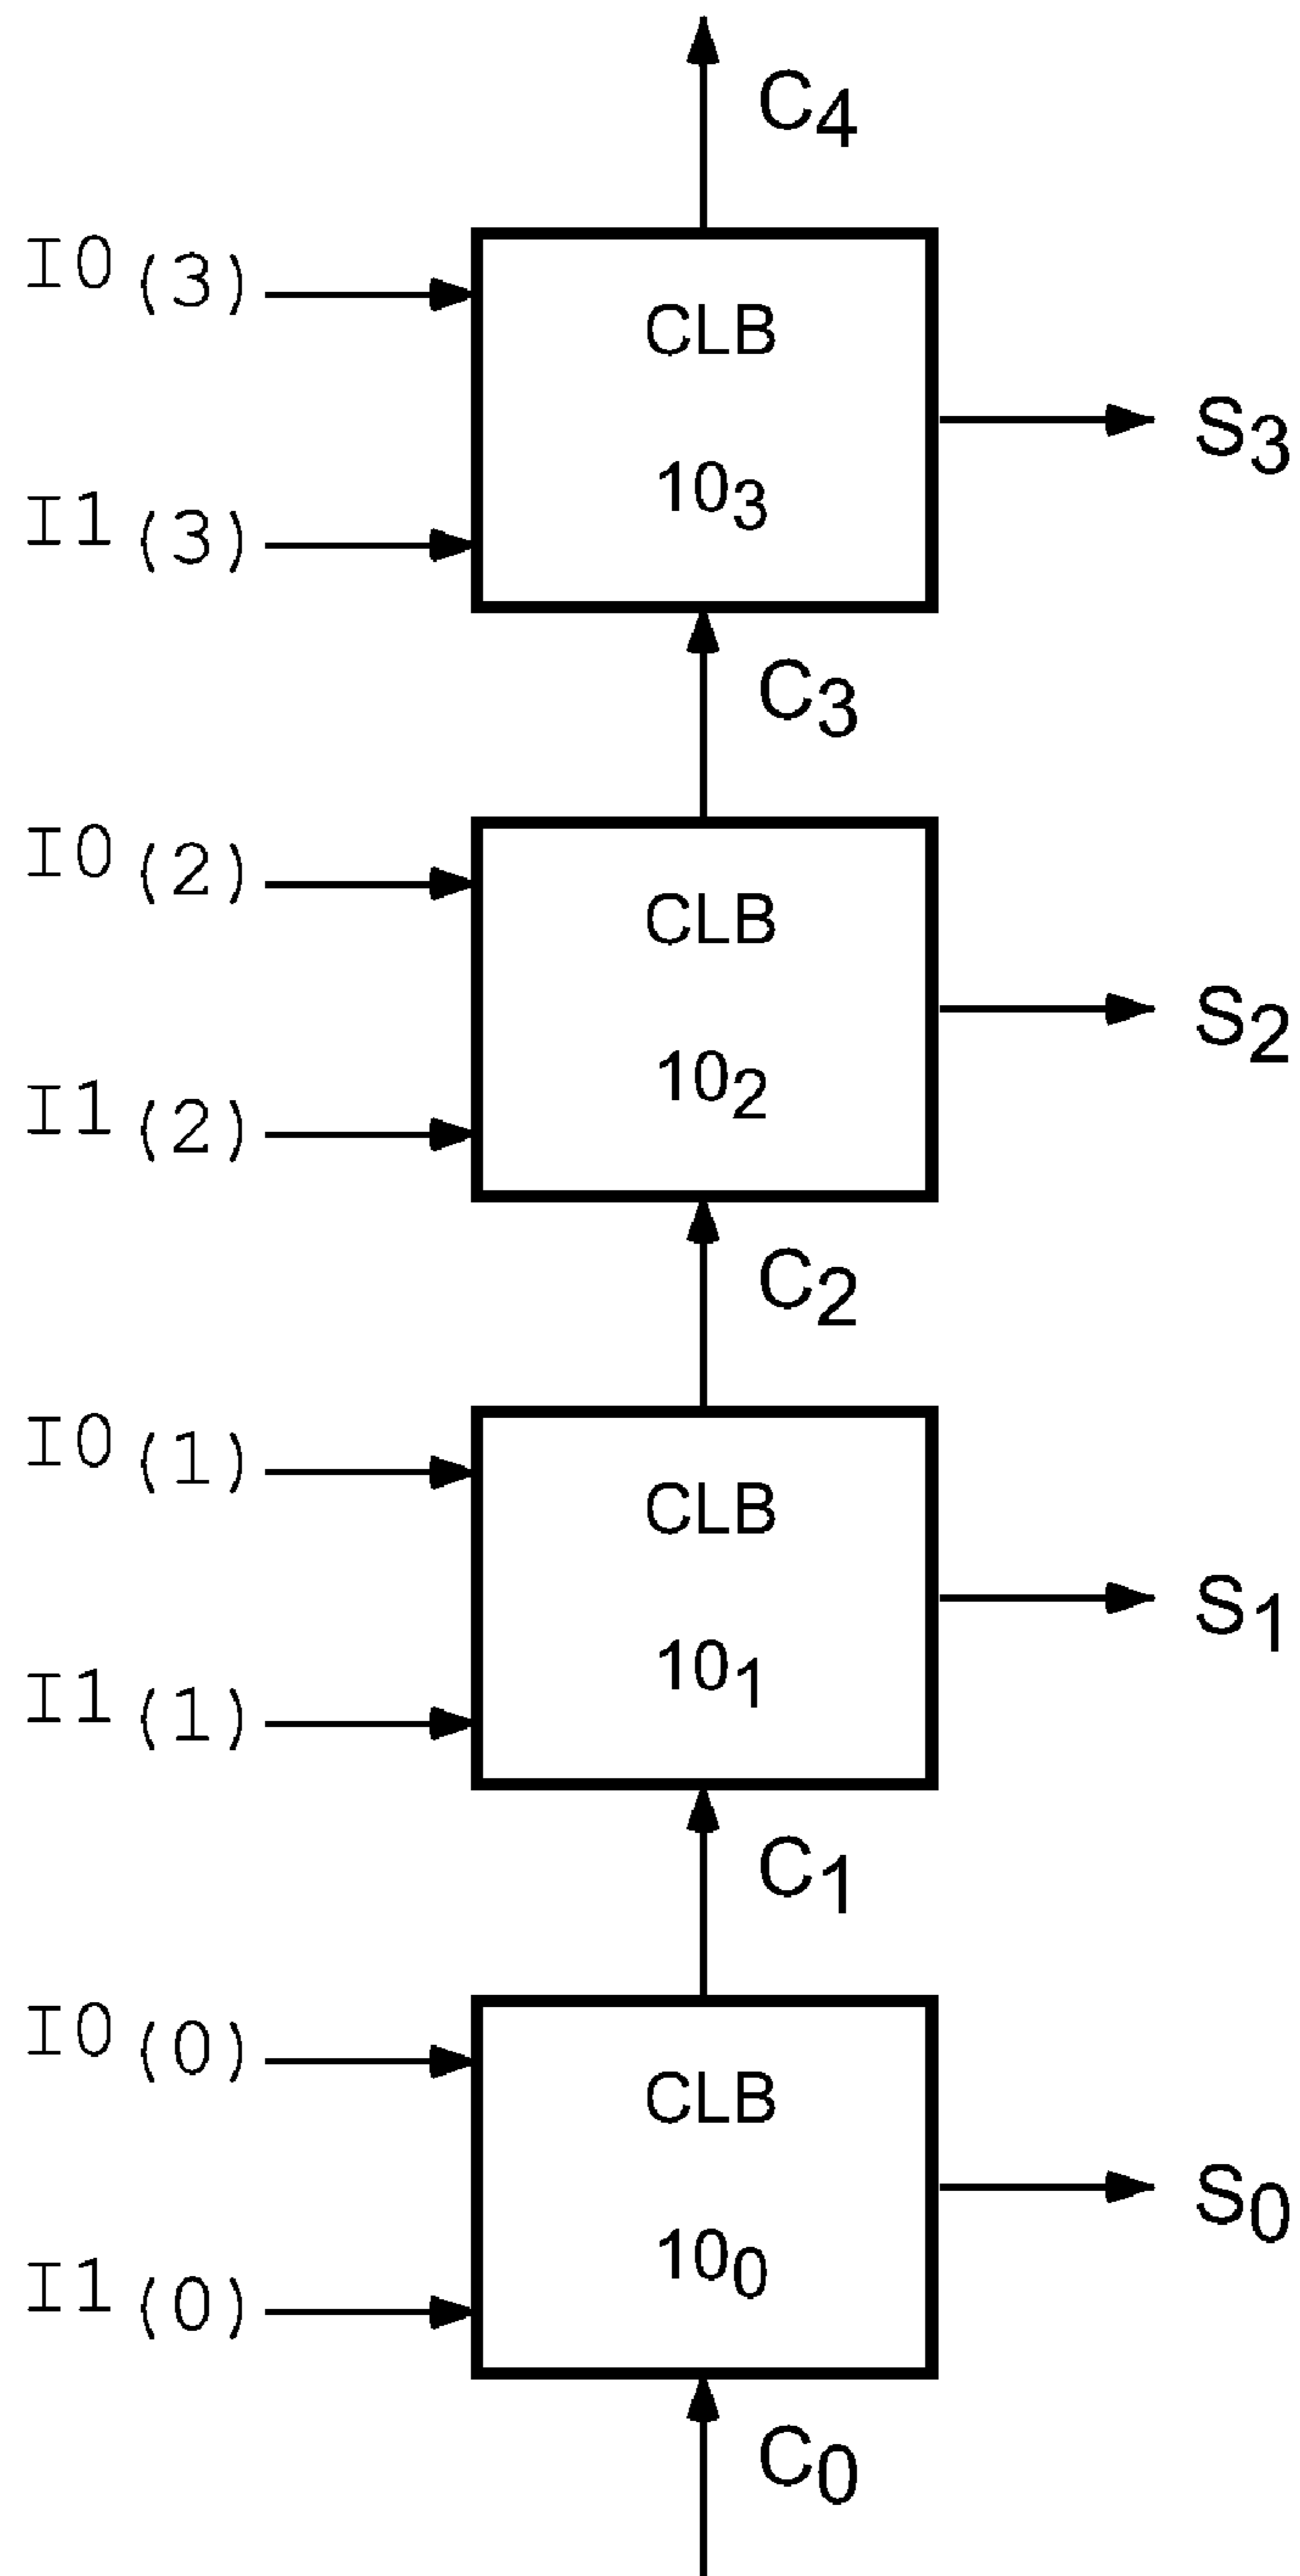 C4
I0(3)
CLB
S3
103
I1(3)
C3
I0(2)
CLB
S2
102
I1(2)
C2
I0(1)
CLB
S1
101
I1(1)
C1
I0(0)
CLB
S0
100
I1(0)
C0